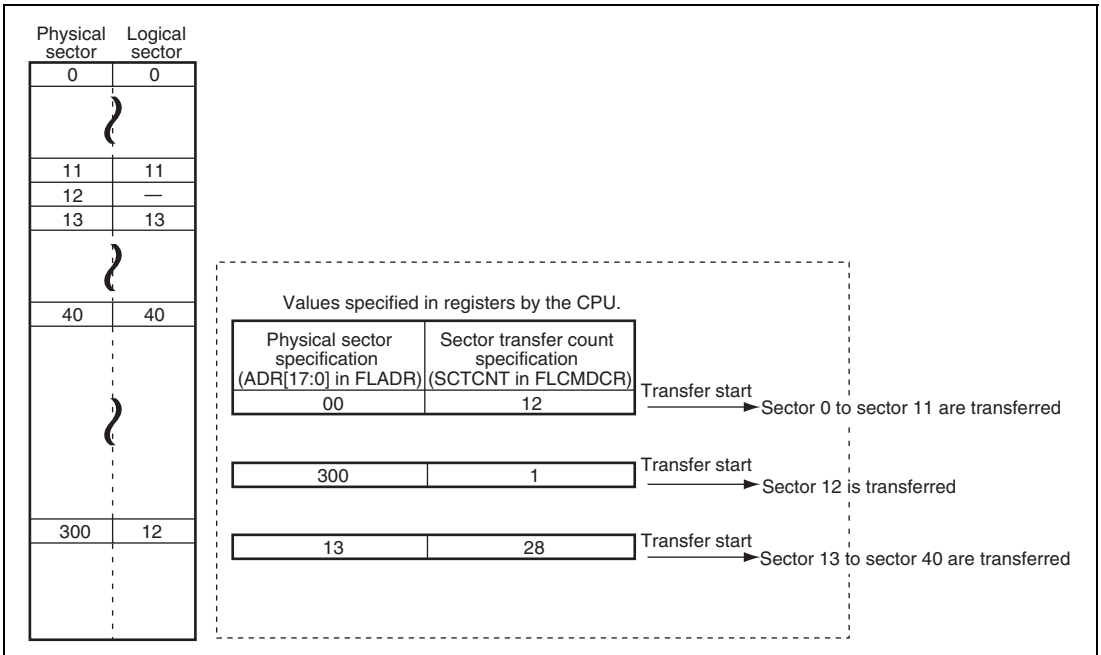 Physical sector Logical sector
0 0
11 11
12 —
13 13
40 40
300 12
Values specified in registers by the CPU.
Physical sector specification (ADR[17:0] in FLADR) Sector transfer count specification (SCTCNT in FLCMDCR)
00 12
Transfer start
Sector 0 to sector 11 are transferred
300 1
Transfer start
Sector 12 is transferred
13 28
Transfer start
Sector 13 to sector 40 are transferred